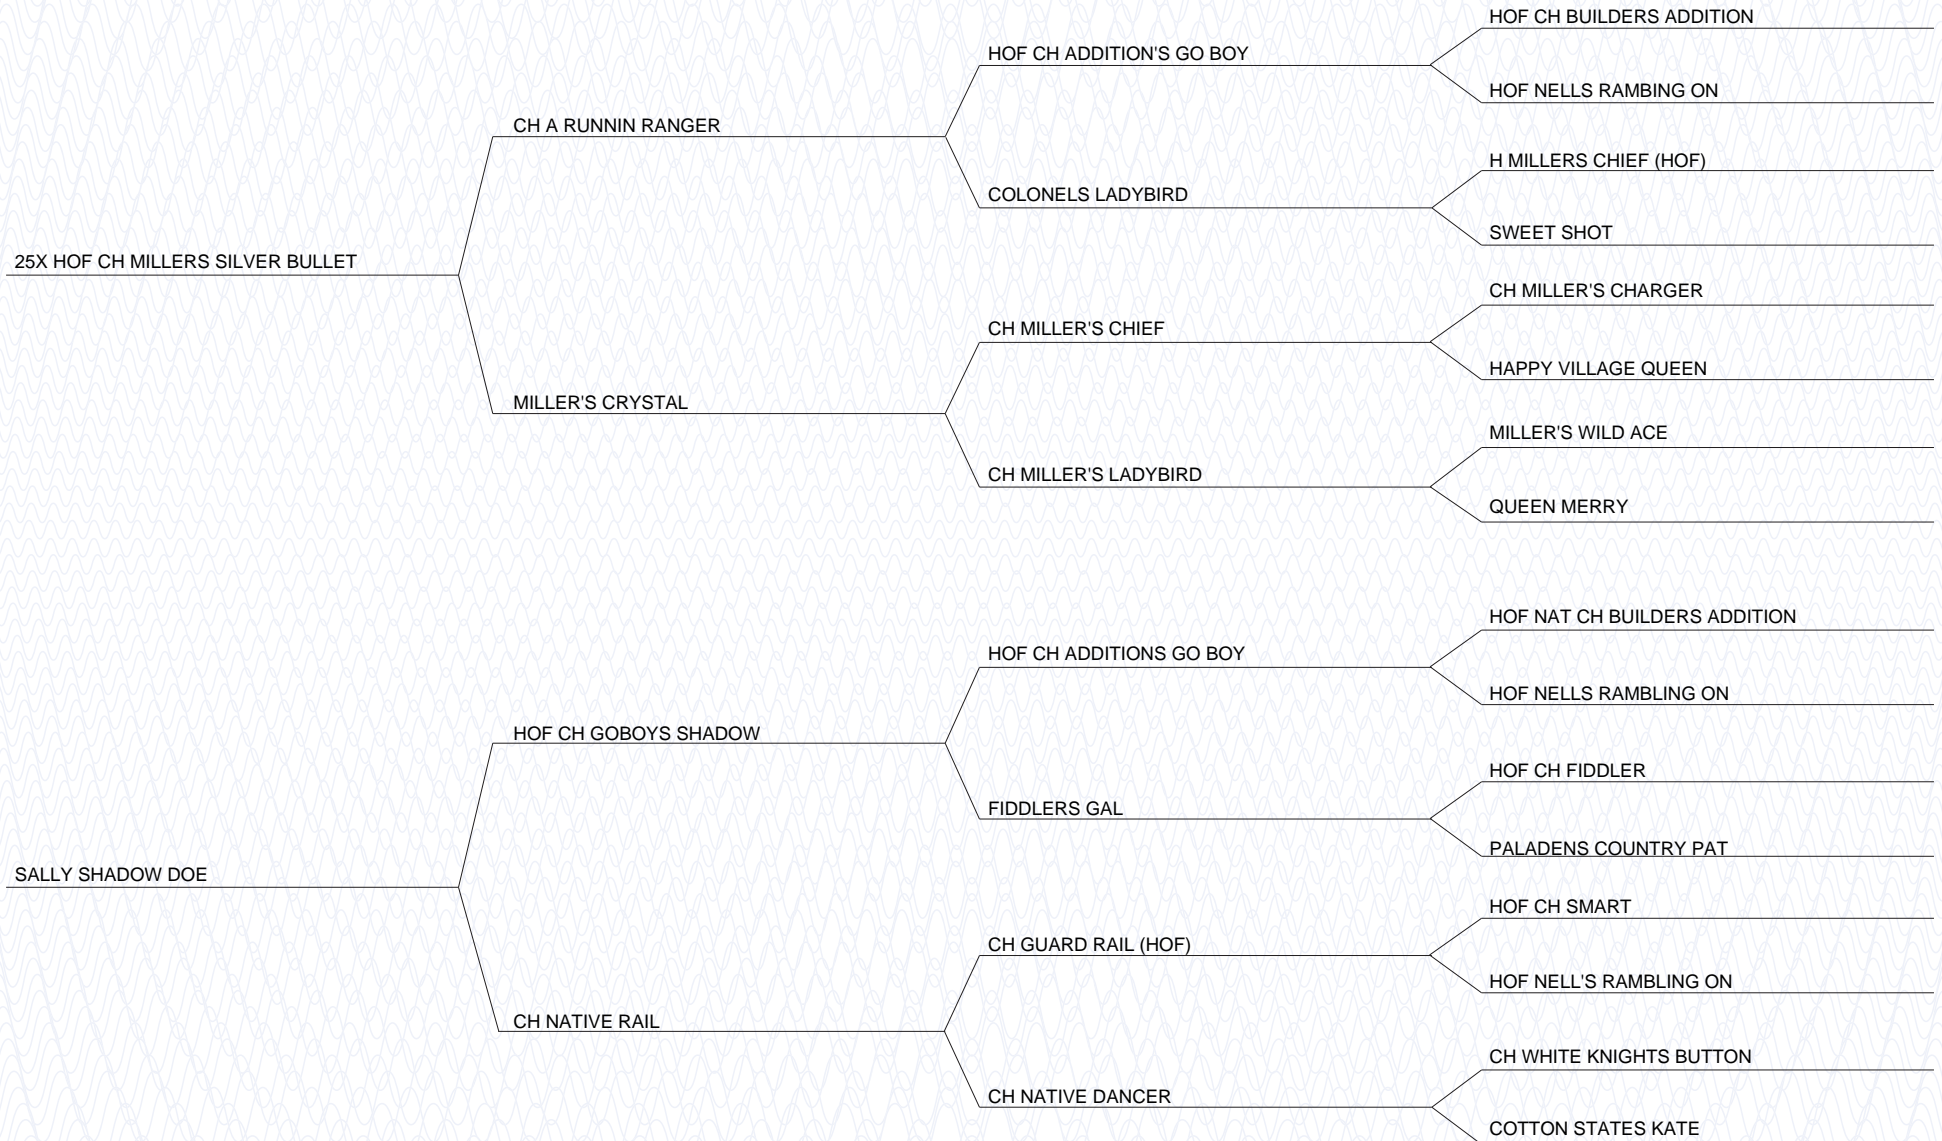 HOF CH BUILDERS ADDITION
HOF CH ADDITION'S GO BOY
HOF NELLS RAMBING ON
CH A RUNNIN RANGER
H MILLERS CHIEF (HOF)
COLONELS LADYBIRD
SWEET SHOT
25X HOF CH MILLERS SILVER BULLET
CH MILLER'S CHARGER
CH MILLER'S CHIEF
HAPPY VILLAGE QUEEN
MILLER'S CRYSTAL
MILLER'S WILD ACE
CH MILLER'S LADYBIRD
QUEEN MERRY
HOF NAT CH BUILDERS ADDITION
HOF CH ADDITIONS GO BOY
HOF NELLS RAMBLING ON
HOF CH GOBOYS SHADOW
HOF CH FIDDLER
FIDDLERS GAL
PALADENS COUNTRY PAT
SALLY SHADOW DOE
HOF CH SMART
CH GUARD RAIL (HOF)
HOF NELL'S RAMBLING ON
CH NATIVE RAIL
CH WHITE KNIGHTS BUTTON
CH NATIVE DANCER
COTTON STATES KATE